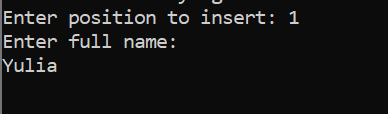 Enter position to insert: 1
Enter full name:
Yulia